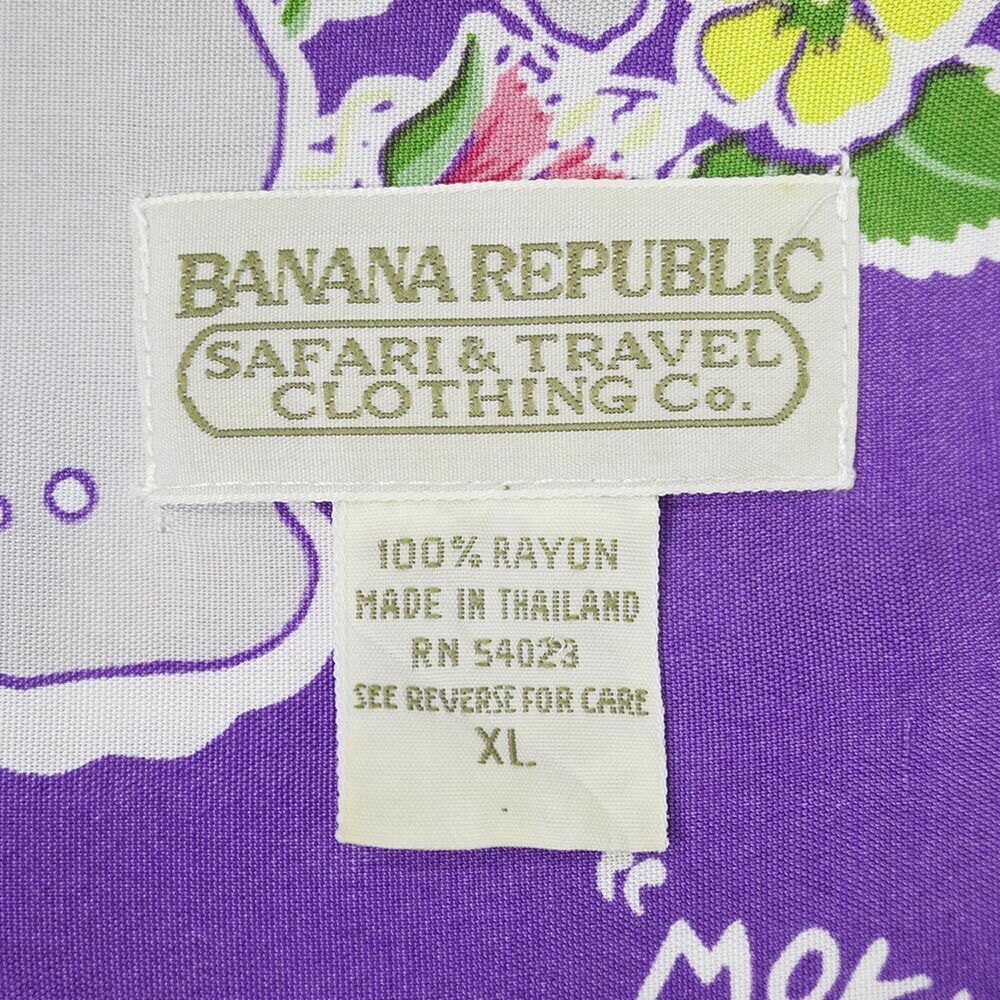 BANANA REPUBLIC
SAFARI & TRAVEL
CLOTHING Co.
100% RAYON
MADE IN THAILAND
RN 54023
SEE REVERSE FOR CARE
XL